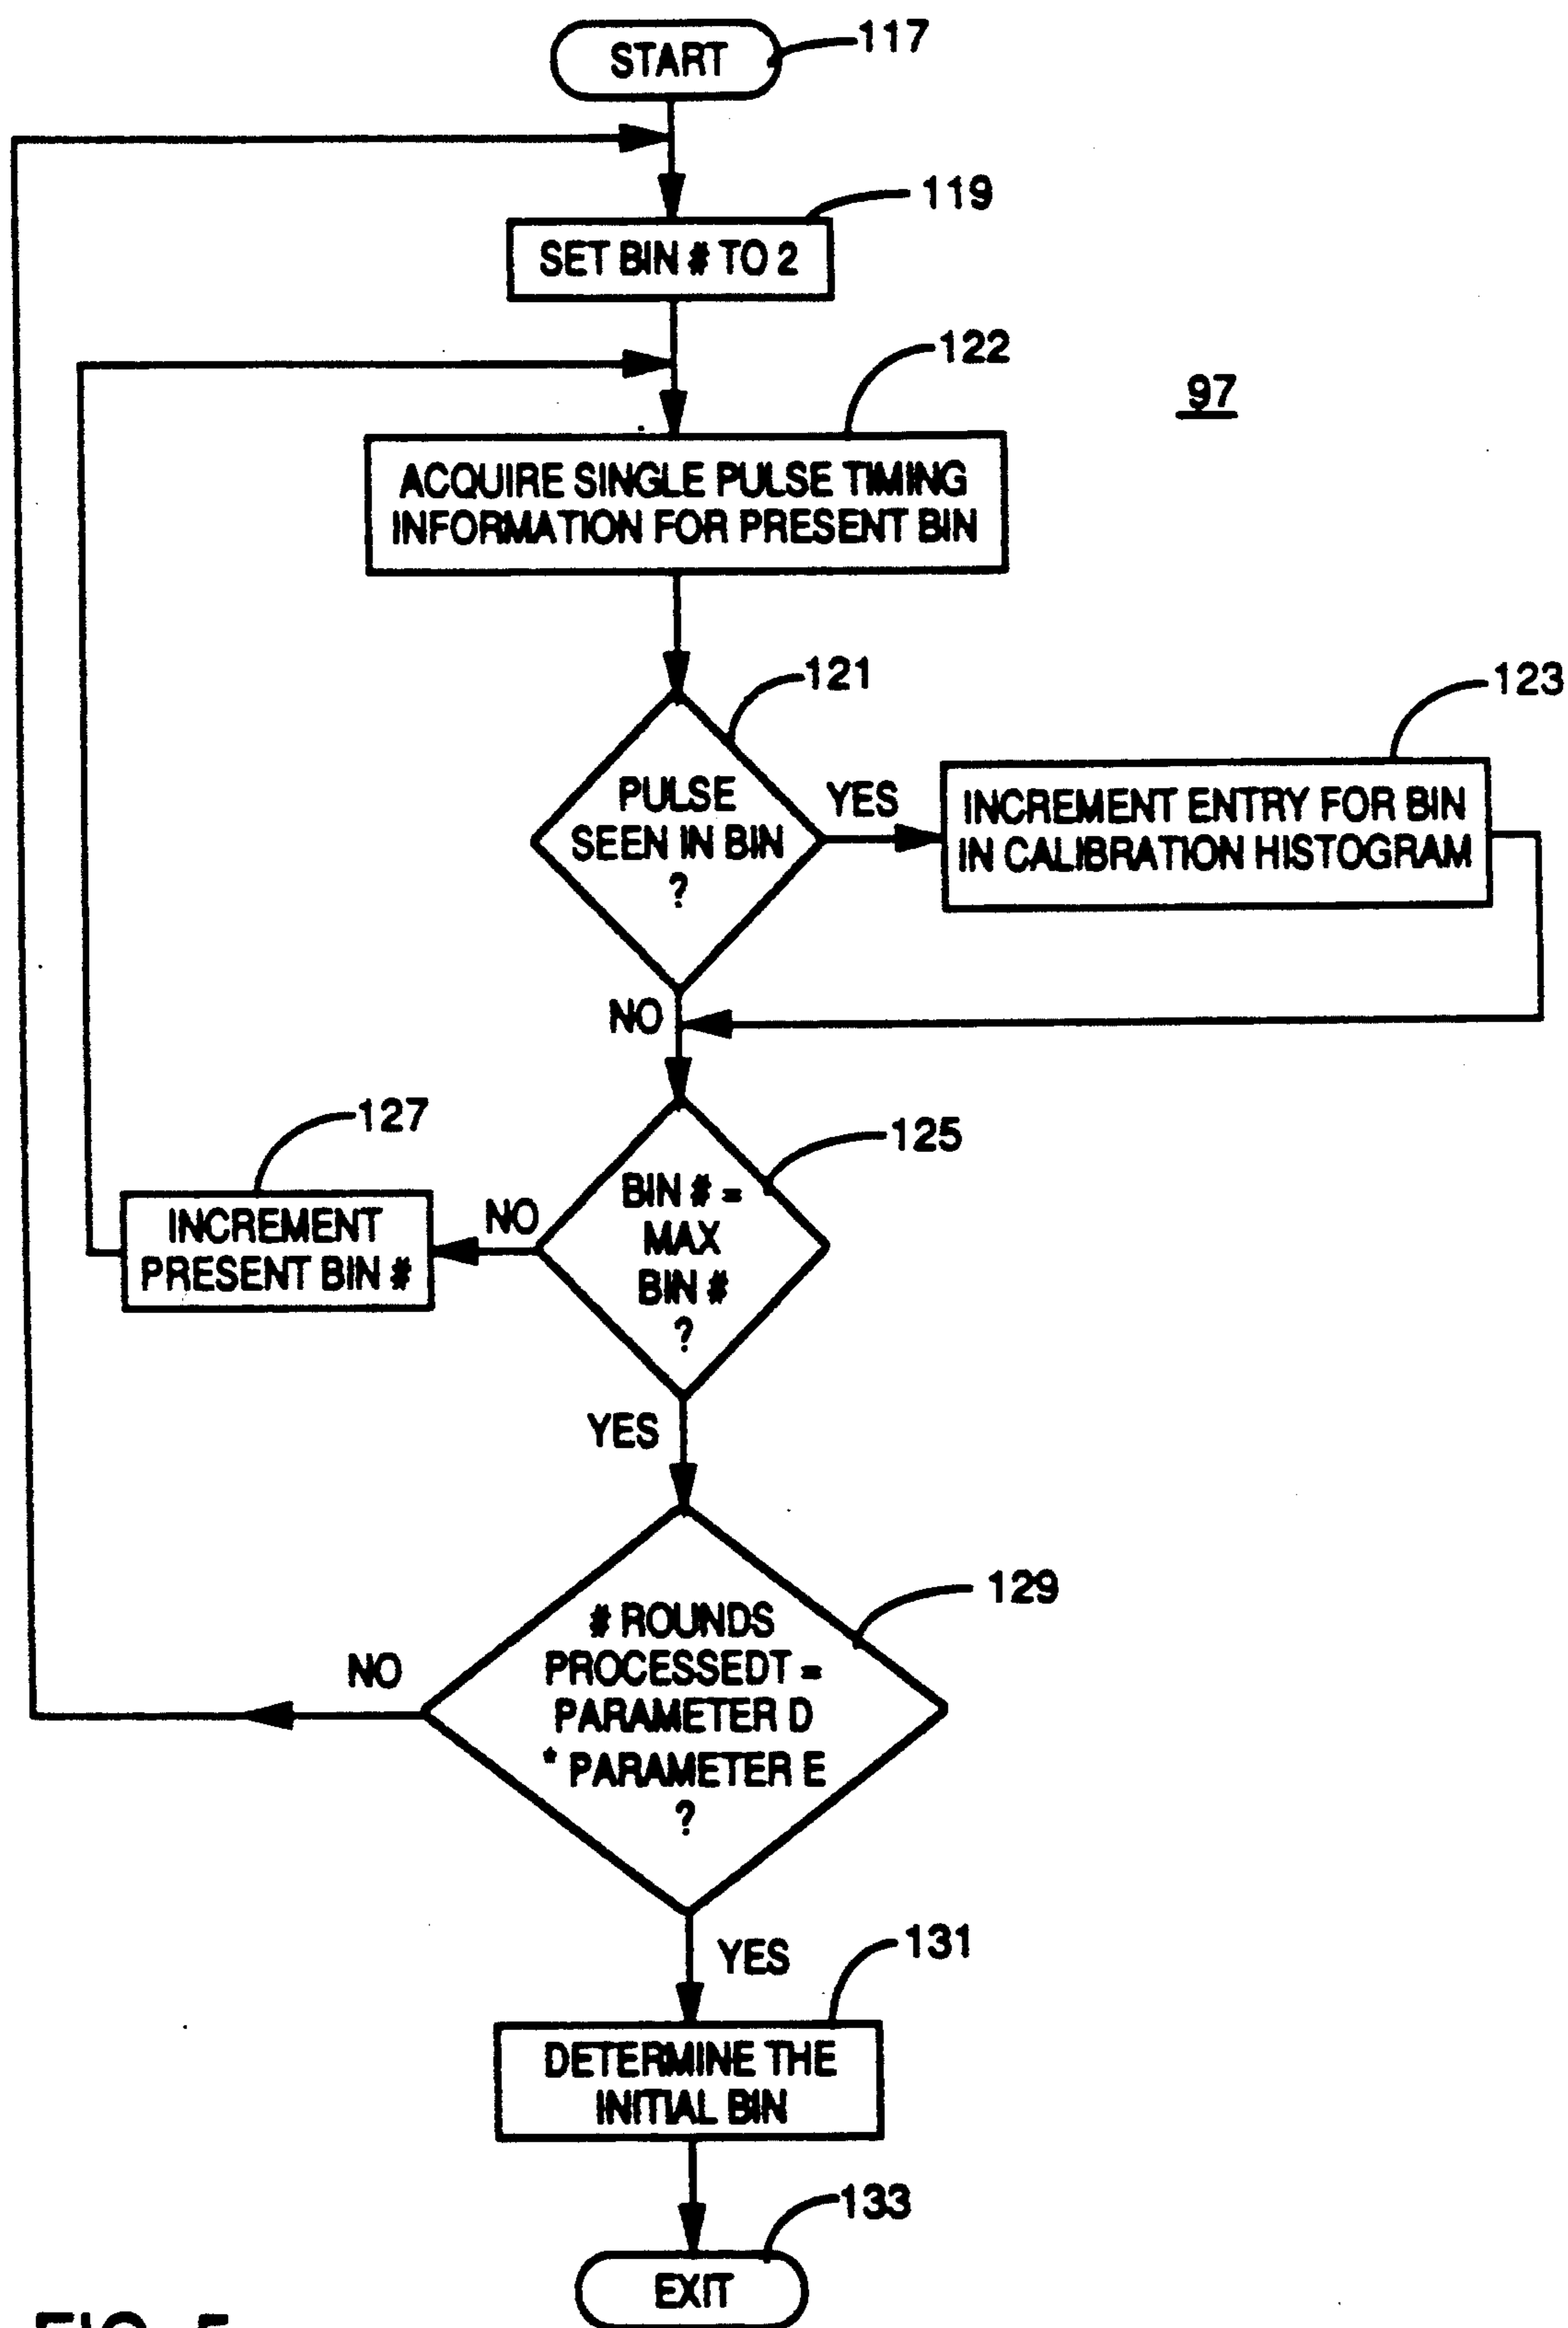 START
117
119
SET BIN # TO 2
122
97
ACQUIRE SINGLE PULSE TIMING
INFORMATION FOR PRESENT BIN
121
123
PULSE
SEEN IN BIN
?
YES
INCREMENT ENTRY FOR BIN
IN CALIBRATION HISTOGRAM
NO
127
125
INCREMENT
PRESENT BIN #
NO
BIN # =
MAX
BIN #
?
YES
129
# ROUNDS
PROCESSEDT =
PARAMETER D
* PARAMETER E
?
NO
YES
131
DETERMINE THE
INITIAL BIN
133
EXIT